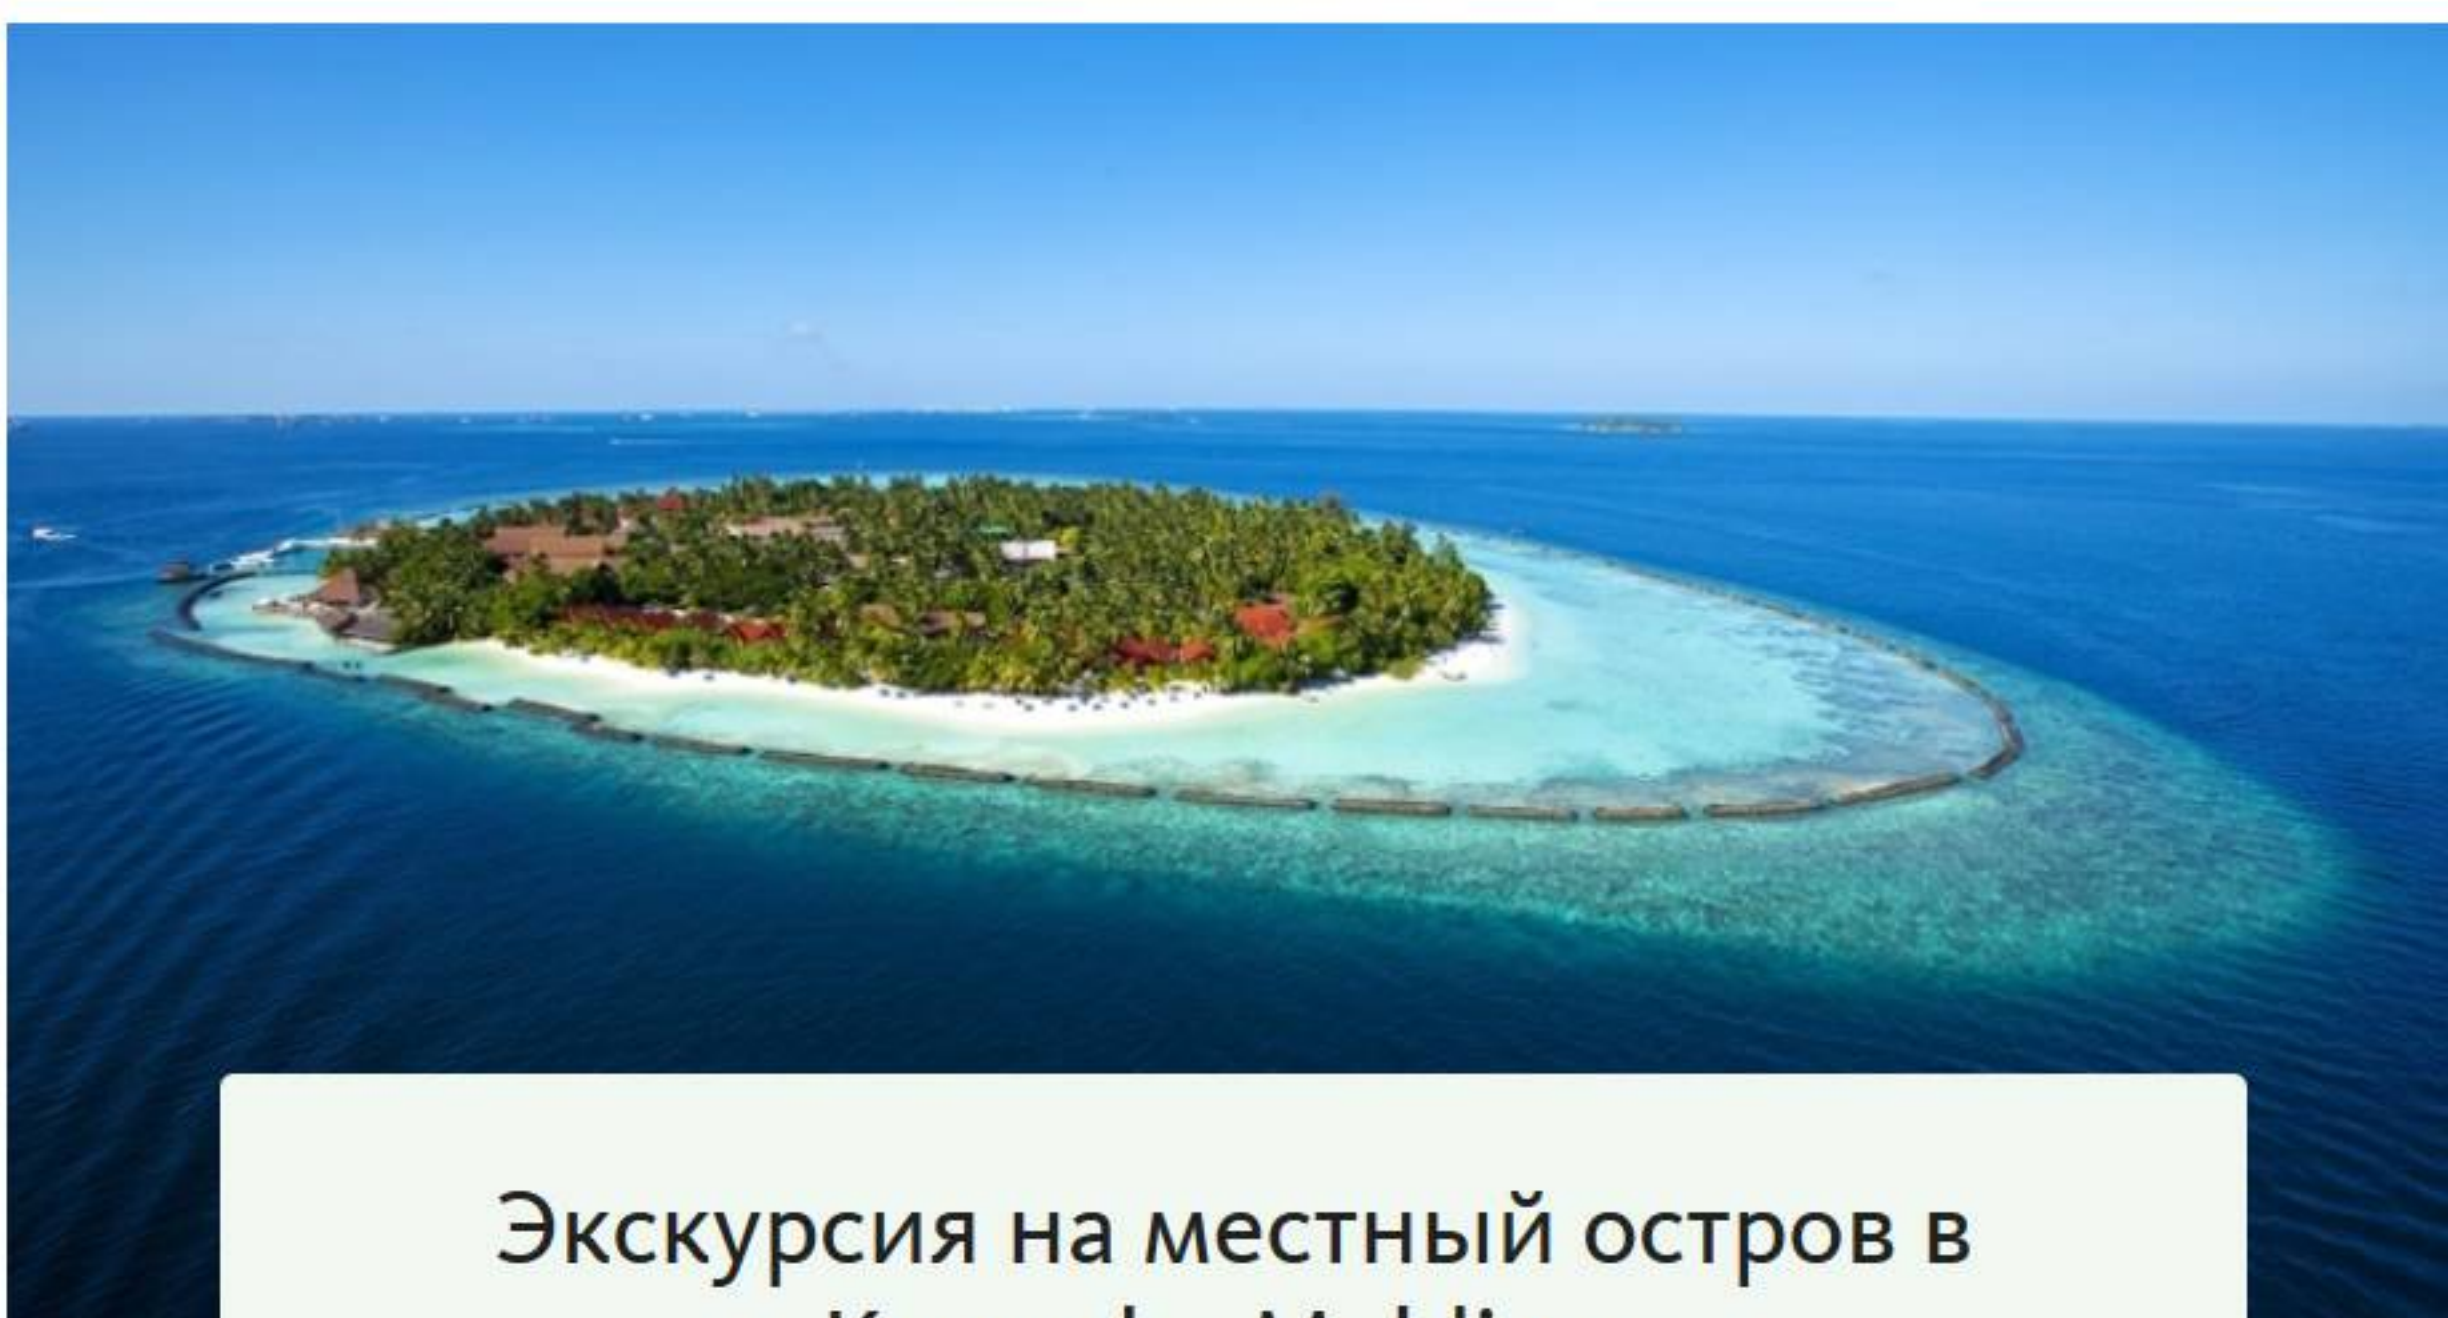 Экскурсия на местный остров в